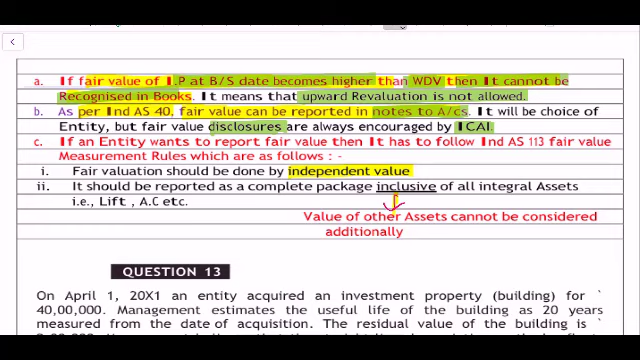 a. If fair value of I.P at B/S date becomes higher than WDV then It cannot be
Recognised in Books. It means that upward Revaluation is not allowed.
b. As per Ind AS 40, fair value can be reported in notes to A/cs. It will be choice of
Entity, but fair value disclosures are always encouraged by ICAI.
c. If an Entity wants to report fair value then It has to follow Ind AS 113 fair value
Measurement Rules which are as follows: -
i. Fair valuation should be done by independent value
ii. It should be reported as a complete package inclusive of all integral Assets
i.e., Lift , A.C etc.
Value of other Assets cannot be considered
additionally
QUESTION 13
On April 1, 20X1 an entity acquired an investment property (building) for `
40,00,000. Management estimates the useful life of the building as 20 years
measured from the date of acquisition. The residual value of the building is `